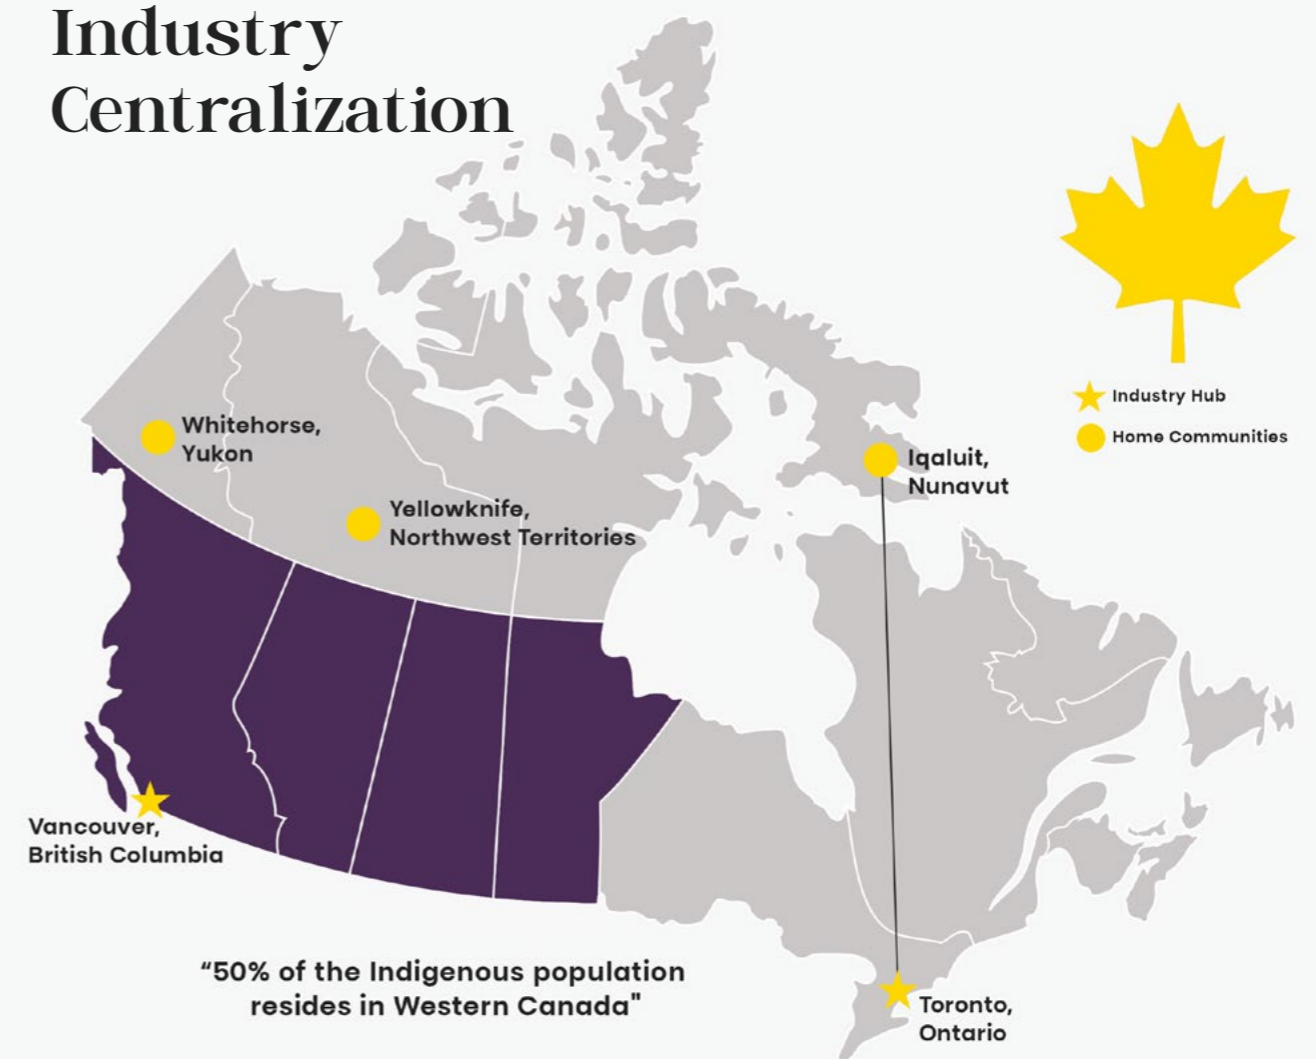 Industry
Centralization
Industry Hub
Home Communities
Whitehorse,
Yukon
Iqaluit,
Nunavut
Yellowknife,
Northwest Territories
Vancouver,
British Columbia
“50% of the Indigenous population
resides in Western Canada"
Toronto,
Ontario